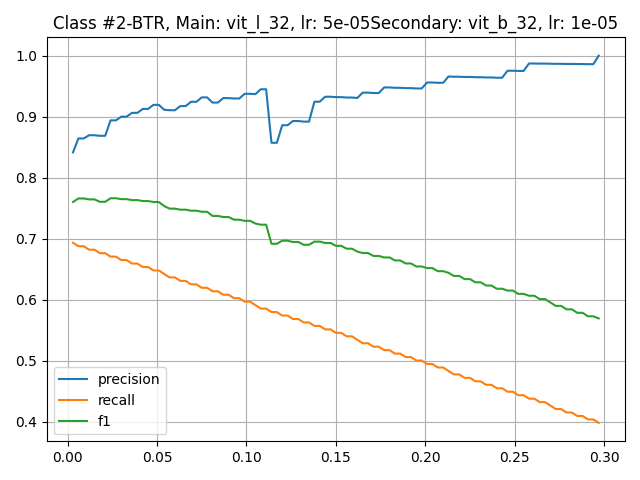 Class #2-BTR, Main: vit_l_32, lr: 5e-05Secondary: vit_b_32, lr: 1e-05
1.0
0.9
0.8
0.7
0.6
0.5
0.4
precision
recall
f1
0.00 0.05 0.10 0.15 0.20 0.25 0.30